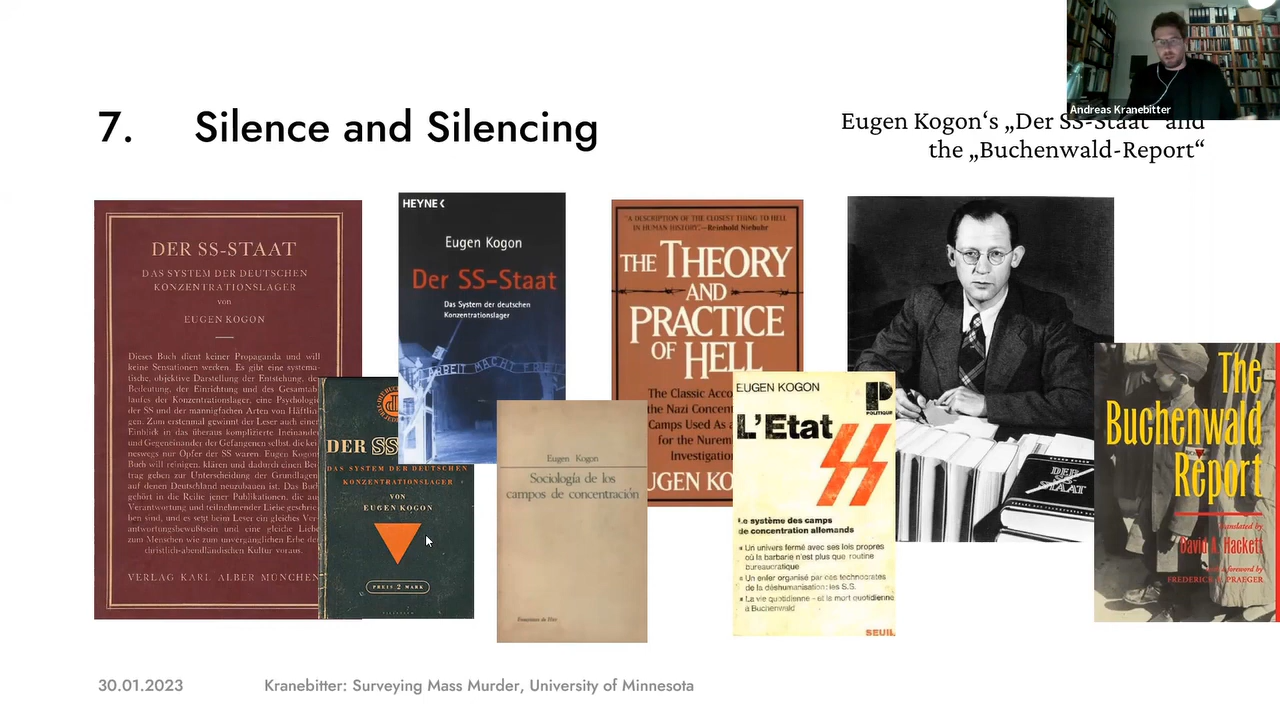 Andreas Kranebitter
7. Silence and Silencing
Eugen Kogon‘s „Der SS-Staat“ and
the „Buchenwald-Report“
DER SS-STAAT
DAS SYSTEM DER DEUTSCHEN
KONZENTRATIONSLAGER
von
EUGEN KOGON
Dieses Buch dient keiner Propaganda und will
keine Sensationen werken. Es gibt eine systema-
tische, objektive Darstellung der Entstehung, der
Bedeutung, der Einrichtung und des Gesamtab-
laufes der Konzentrationslager, eine Psychologie
der SS und der mannigfachen Arten von Häftlin-
gen. Zum erstenmal gewinnt der Leser auch einen
Einblick in das überaus komplizierte Ineinander
und Gegeneinander der Gefangenen selbst, die kei-
neswegs nur Opfer der SS waren. Eugen Kogons
Buch will reinigen, klären und dadurch einen Bei-
trag geben zur Unterscheidung der Grundlagen,
auf denen Deutschland neuzubauen ist. Das Buch
gehört in die Reihe jener Publikationen, die aus
Verantwortung und teilnehmender Liebe geschrie-
ben sind, und es setzt beim Leser ein gleiches Ver-
antwortungsbewußtsein und eine gleiche Liebe
zum Menschen wie zum unvergänglichen Erbe der
christlich-abendländischen Kultur voraus.
VERLAG KARL ALBER MÜNCHEN
DER SS
DAS SYSTEM DER DEUTSCHEN
KONZENTRATIONSLAGER
VON
EUGEN KOGON
PREIS 2 MARK
HEYNE
Eugen Kogon
Der SS-Staat
Das System der deutschen
Konzentrationslager
ARBEIT MACHT FREI
Eugen Kogon
Sociología de los
campos de concentración
"A DESCRIPTION OF THE CLOSEST THING TO HELL
IN HUMAN HISTORY."—Reinhold Niebuhr
THE THEORY
AND
PRACTICE
OF HELL
The Classic Acco
the Nazi Concen
Camps Used As
for the Nurem
Investigation
UGEN KO
EUGEN KOGON
P
POLITIQUE
L'Etat
SS
Le système des camps
de concentration allemands
Un univers fermé avec ses lois propres
où la barbarie n'est plus que routine
bureaucratique
Un enfer organisé par des technocrates
de la déshumanisation: les S.S.
La vie quotidienne - et la mort quotidienne
à Buchenwald
SEUIL
DER
SS
STAAT
The
Buchenwald
Report
translated by
David A. Hackett
with a foreword by
FREDERICK A. PRAEGER
30.01.2023 Kranebitter: Surveying Mass Murder, University of Minnesota